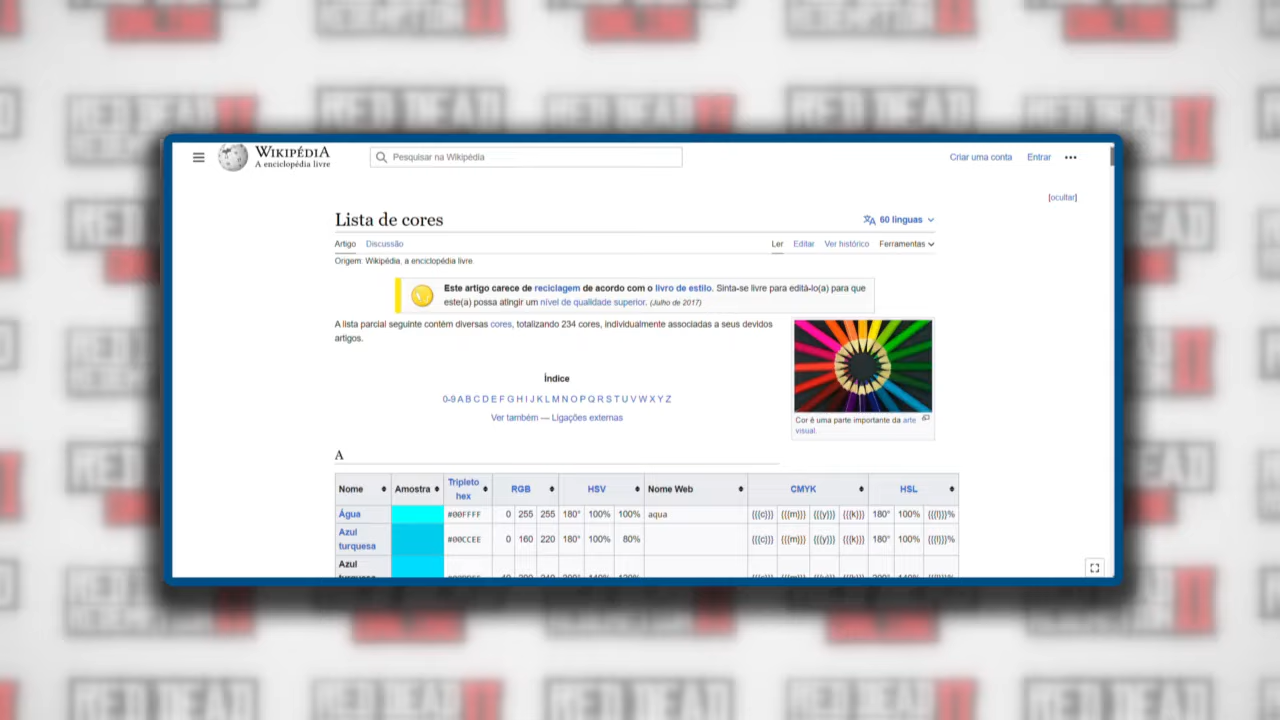 WIKIPÉDIA
A enciclopédia livre
Pesquisar na Wikipédia
Criar uma conta Entrar
[ocultar]
Lista de cores
60 línguas
Artigo Discussão
Ler Editar Ver histórico Ferramentas
Origem: Wikipédia, a enciclopédia livre.
Este artigo carece de reciclagem de acordo com o livro de estilo. Sinta-se livre para editá-lo(a) para que
este(a) possa atingir um nível de qualidade superior. (Julho de 2017)
A lista parcial seguinte contém diversas cores, totalizando 234 cores, individualmente associadas a seus devidos
artigos.
Cor é uma parte importante da arte
visual.
Índice
0-9 A B C D E F G H I J K L M N O P Q R S T U V W X Y Z
Ver também — Ligações externas
A
Nome Amostra Tripleto hex RGB HSV Nome Web CMYK HSL
Água #00FFFF 0 255 255 180° 100% 100% aqua (((c))) (((m))) (((y))) (((k))) 180° 100% (((l)))%
Azul turquesa #00CCEE 0 160 220 180° 100% 80% (((c))) (((m))) (((y))) (((k))) 180° 100% (((l)))%
Azul
RED DEAD
REDEMPTION II